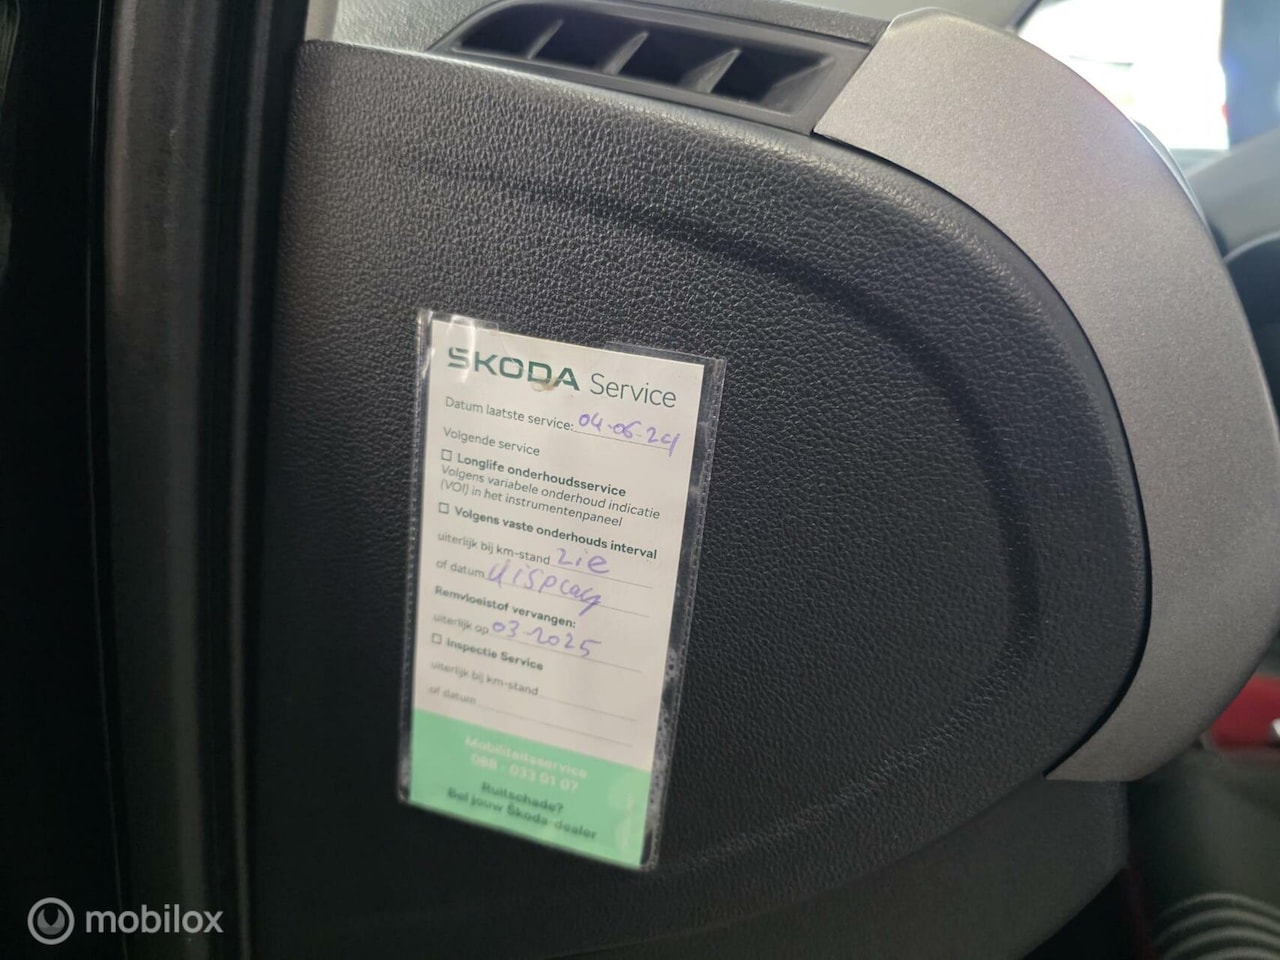 ŠKODA Service
Datum laatste service: 04-06-24
Volgende service
☐ Longlife onderhoudsservice
Volgens variabele onderhoud indicatie
(VOI) in het instrumentenpaneel
☐ Volgens vaste onderhouds interval
uiterlijk bij km-stand zie
of datum display
Remvloeistof vervangen:
uiterlijk op 03-2025
☐ Inspectie Service
uiterlijk bij km-stand
of datum
Mobiliteitsservice
088 - 033 01 07
Ruitschade?
Bel jouw Škoda-dealer
mobilox